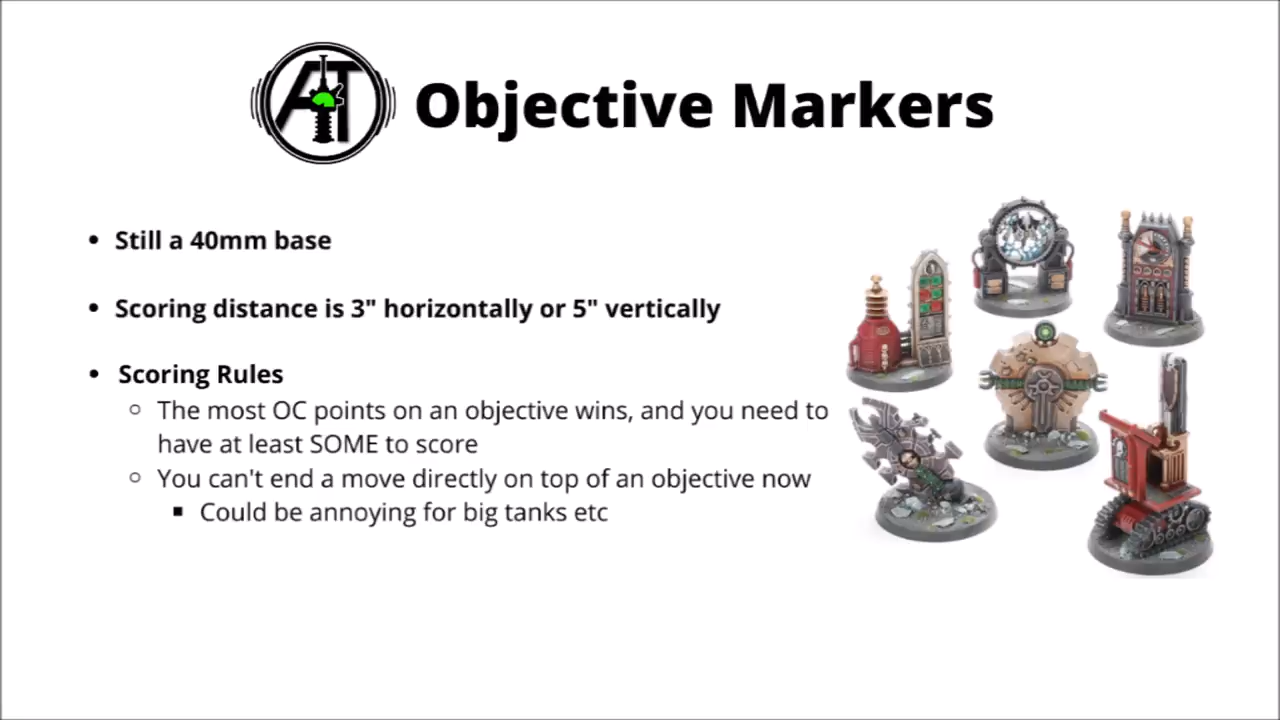 AT
Objective Markers
• Still a 40mm base
• Scoring distance is 3" horizontally or 5" vertically
• Scoring Rules
○ The most OC points on an objective wins, and you need to
have at least SOME to score
○ You can't end a move directly on top of an objective now
▪ Could be annoying for big tanks etc